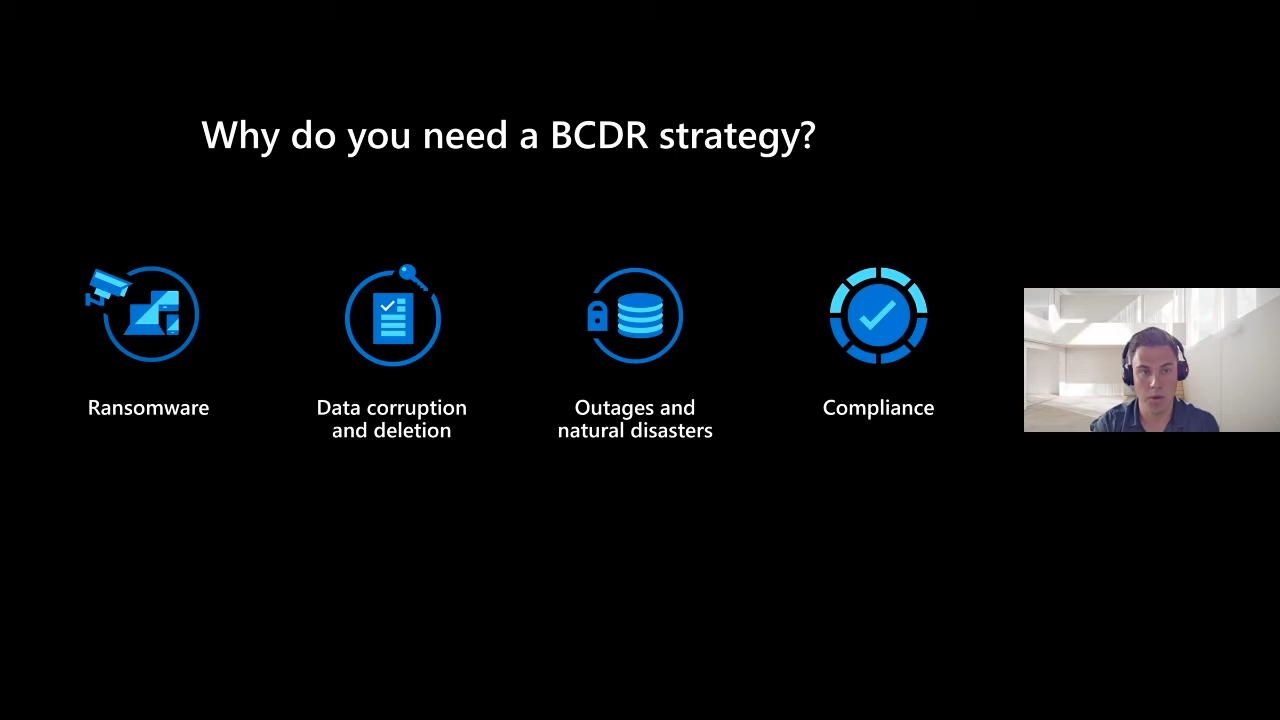 Why do you need a BCDR strategy?
Ransomware
Data corruption
and deletion
Outages and
natural disasters
Compliance